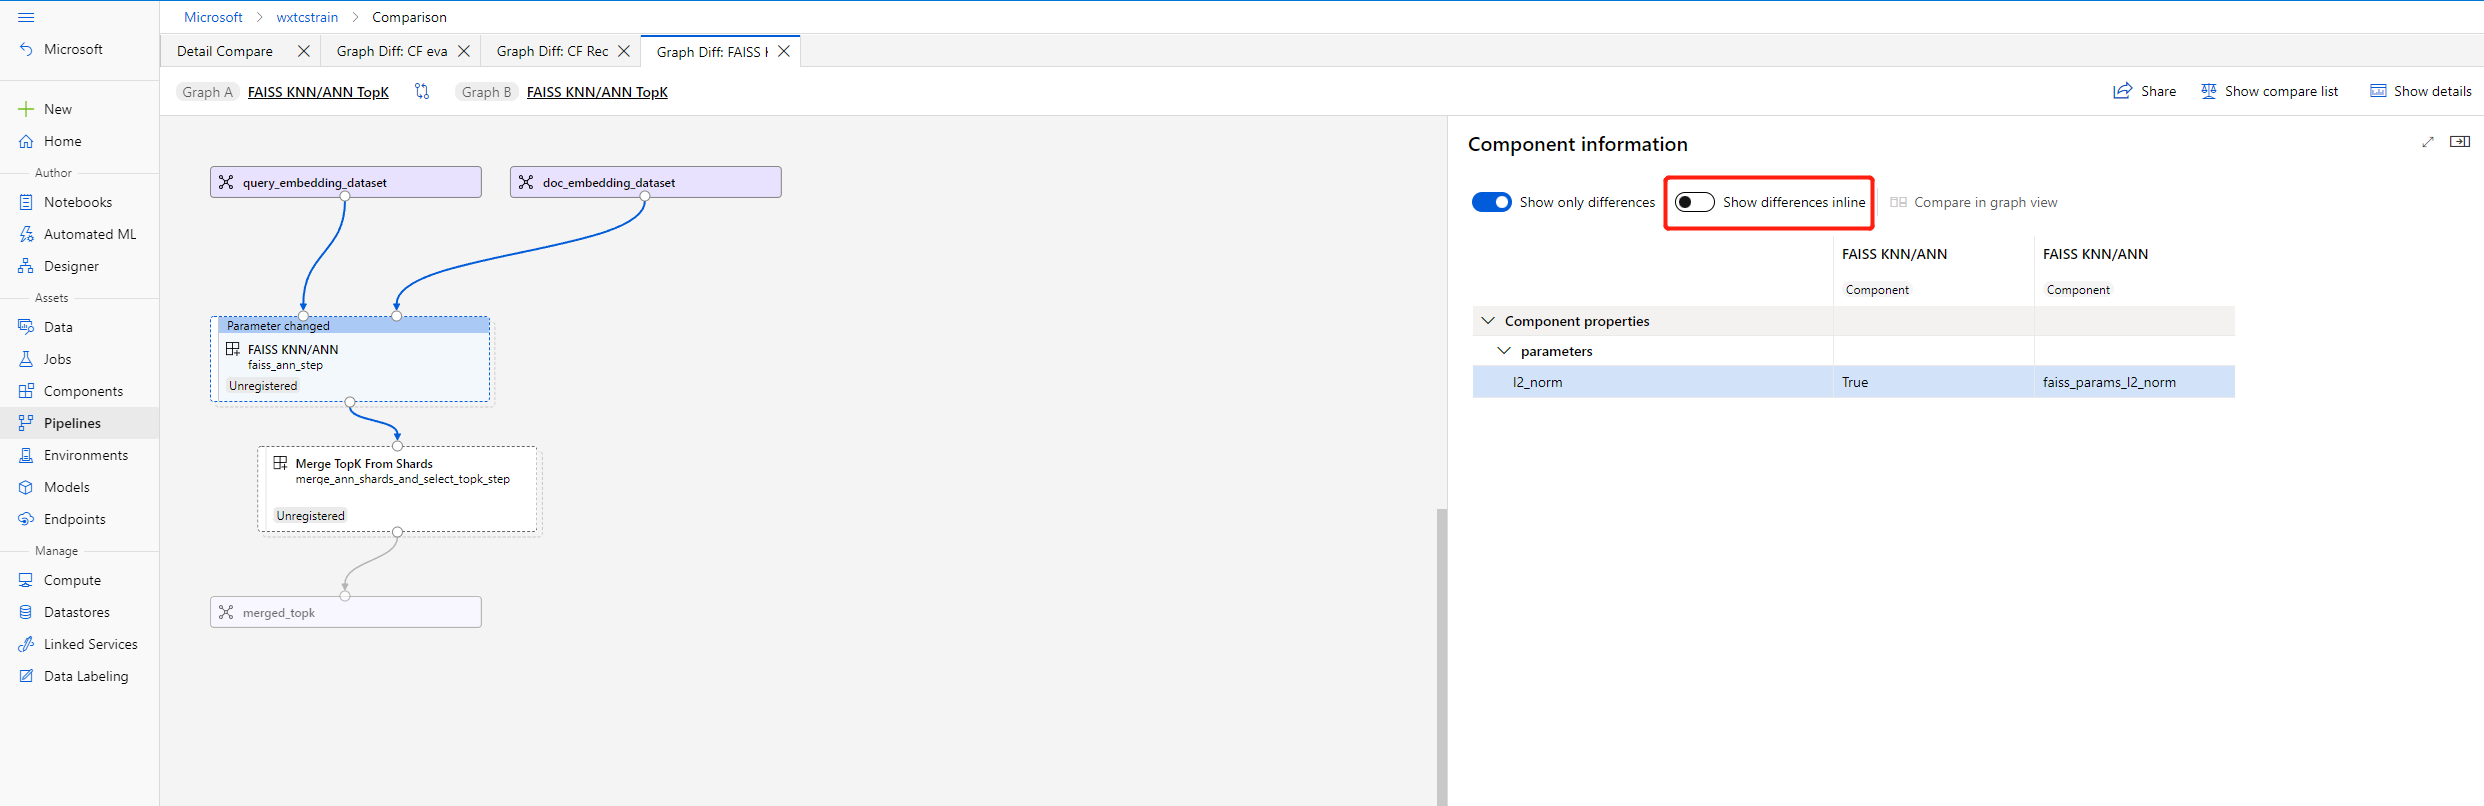 Microsoft
New
Home
Author
Notebooks
Automated ML
Designer
Assets
Data
Jobs
Components
Pipelines
Environments
Models
Endpoints
Manage
Compute
Datastores
Linked Services
Data Labeling
Microsoft > wxtcstrain > Comparison
Detail Compare
Graph Diff: CF eva
Graph Diff: CF Rec
Graph Diff: FAISS
Graph A FAISS KNN/ANN TopK Graph B FAISS KNN/ANN TopK
Share Show compare list Show details
query_embedding_dataset
doc_embedding_dataset
Parameter changed
FAISS KNN/ANN
faiss_ann_step
Unregistered
Merge TopK From Shards
merge_ann_shards_and_select_topk_step
Unregistered
merged_topk
Component information
Show only differences Show differences inline Compare in graph view
FAISS KNN/ANN FAISS KNN/ANN
Component Component
Component properties
parameters
l2_norm True faiss_params_l2_norm